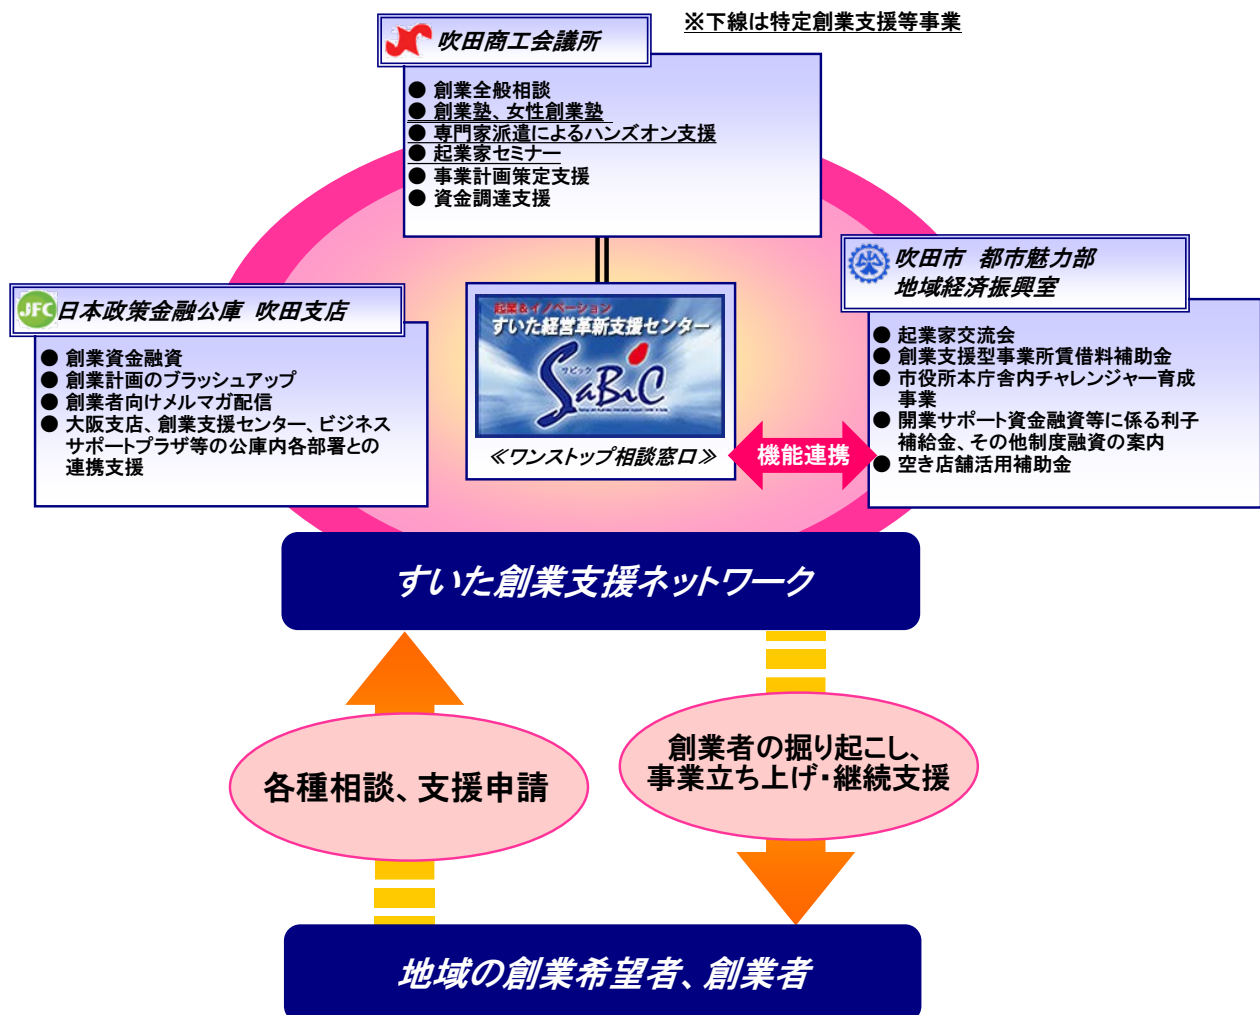 ※下線は特定創業支援等事業
吹田商工会議所
● 創業全般相談
● 創業塾、女性創業塾
● 専門家派遣によるハンズオン支援
● 起業家セミナー
● 事業計画策定支援
● 資金調達支援
吹田市 都市魅力部
地域経済振興室
● 起業家交流会
● 創業支援型事業所賃借料補助金
● 市役所本庁舎内チャレンジャー育成
事業
● 開業サポート資金融資等に係る利子
補給金、その他制度融資の案内
● 空き店舗活用補助金
JFC
日本政策金融公庫 吹田支店
● 創業資金融資
● 創業計画のブラッシュアップ
● 創業者向けメルマガ配信
● 大阪支店、創業支援センター、ビジネス
サポートプラザ等の公庫内各部署との
連携支援
起業&イノベーション
すいた経営革新支援センター
サビック
SaBiC
≪ワンストップ相談窓口≫
機能連携
すいた創業支援ネットワーク
各種相談、支援申請
創業者の掘り起こし、
事業立ち上げ・継続支援
地域の創業希望者、創業者